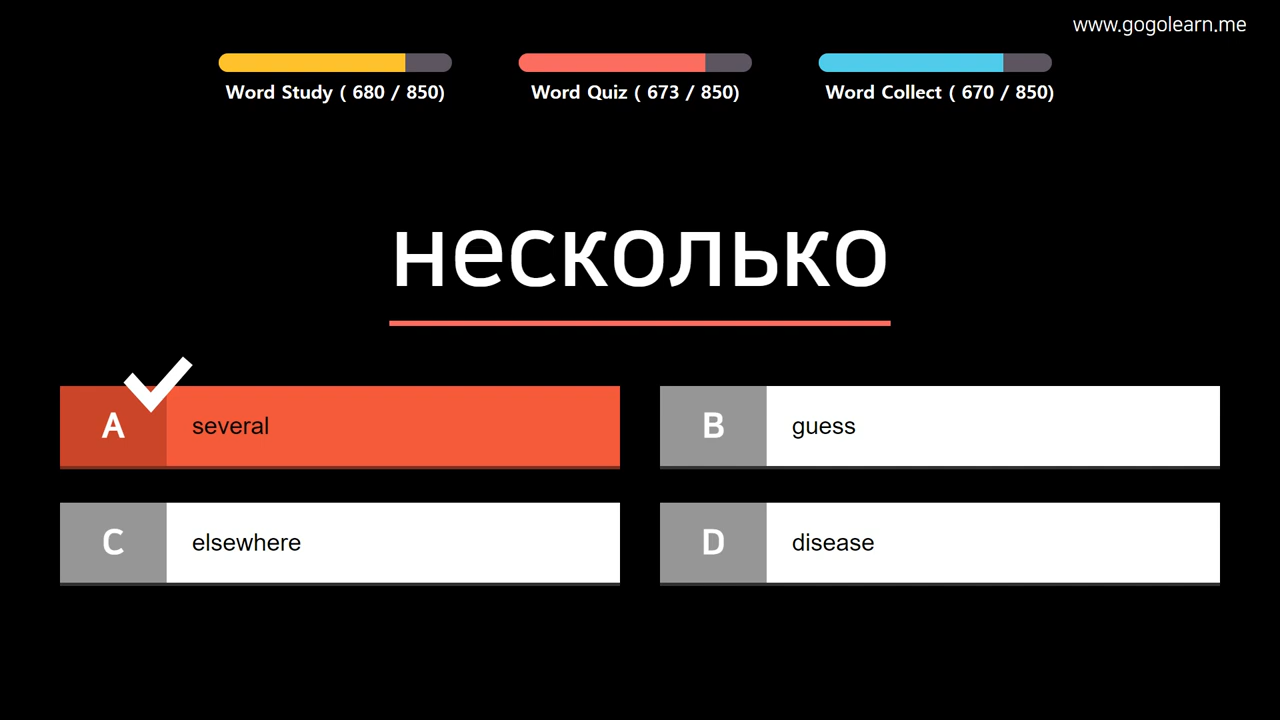 www.gogolearn.me
Word Study ( 680 / 850)
Word Quiz ( 673 / 850)
Word Collect ( 670 / 850)
несколько
A several
B guess
C elsewhere
D disease